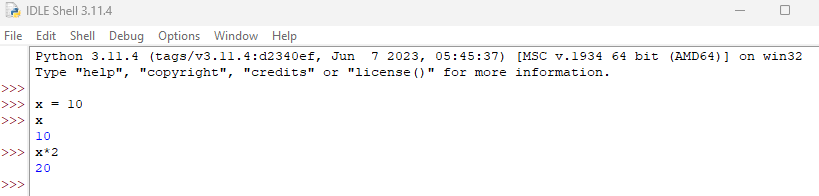 IDLE Shell 3.11.4
File Edit Shell Debug Options Window Help
Python 3.11.4 (tags/v3.11.4:d2340ef, Jun  7 2023, 05:45:37) [MSC v.1934 64 bit (AMD64)] on win32
Type "help", "copyright", "credits" or "license()" for more information.
>>>
>>> x = 10
>>> x
10
>>> x*2
20
>>>